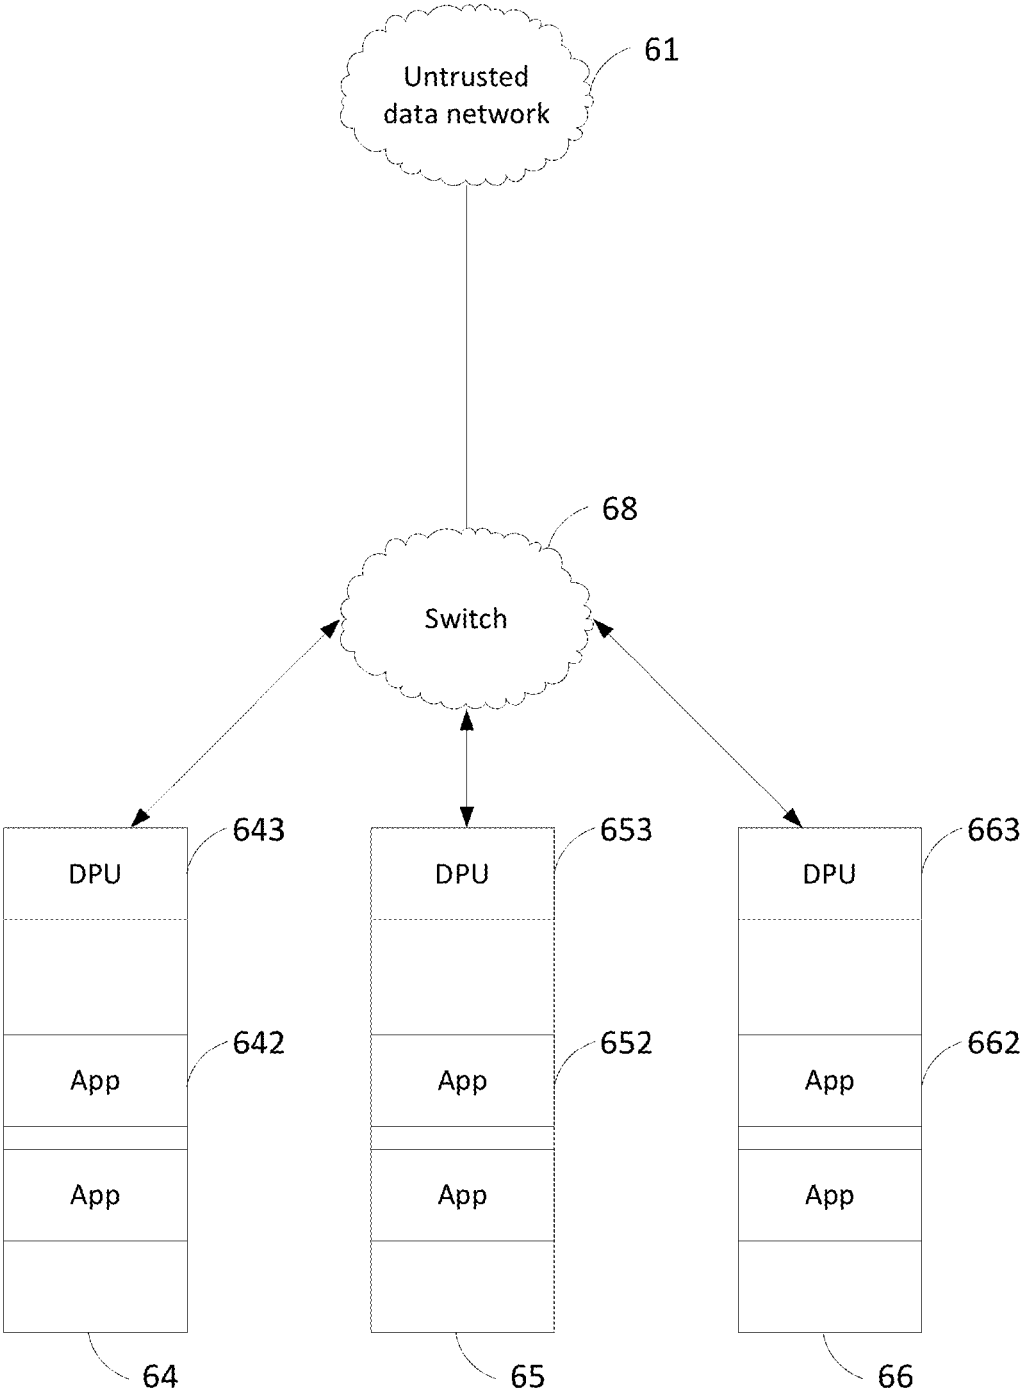 61
Untrusted
data network
68
Switch
643
653
663
DPU
DPU
DPU
642
652
662
App
App
App
App
App
App
64
65
66